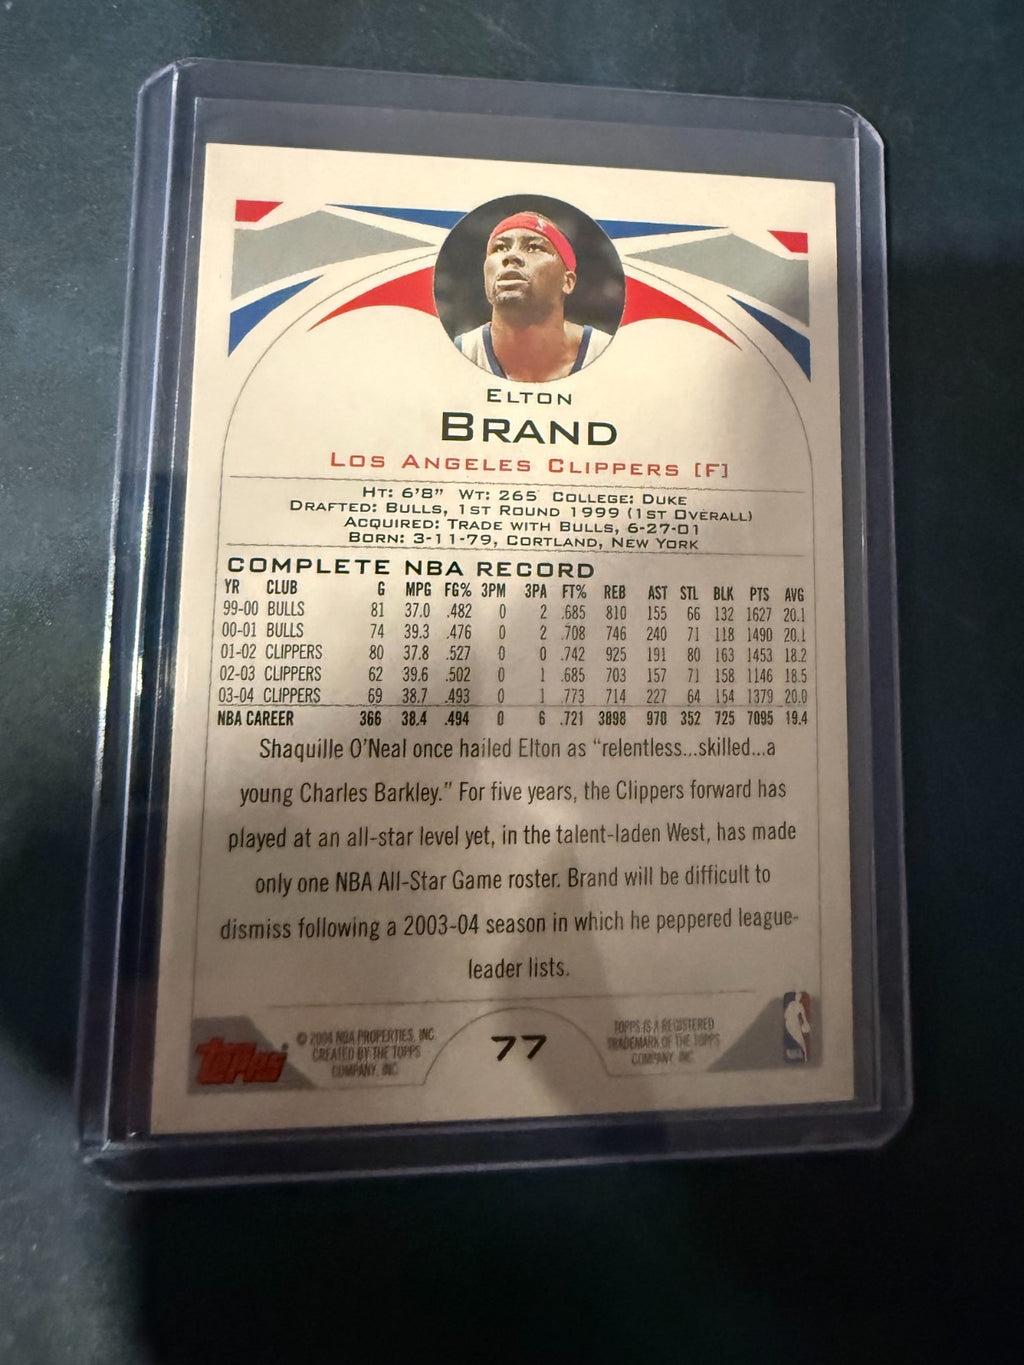 ELTON
BRAND
LOS ANGELES CLIPPERS [F]
HT: 6'8" WT: 265 COLLEGE: DUKE
DRAFTED: BULLS, 1ST ROUND 1999 (1ST OVERALL)
ACQUIRED: TRADE WITH BULLS, 6-27-01
BORN: 3-11-79, CORTLAND, NEW YORK
COMPLETE NBA RECORD
YR CLUB G MPG FG% 3PM 3PA FT% REB AST STL BLK PTS AVG
99-00 BULLS 81 37.0 .482 0 2 .685 810 155 66 132 1627 20.1
00-01 BULLS 74 39.3 .476 0 2 .708 746 240 71 118 1490 20.1
01-02 CLIPPERS 80 37.8 .527 0 0 .742 925 191 80 163 1453 18.2
02-03 CLIPPERS 62 39.6 .502 0 1 .685 703 157 71 158 1146 18.5
03-04 CLIPPERS 69 38.7 .493 0 1 .773 714 227 64 154 1379 20.0
NBA CAREER 366 38.4 .494 0 6 .721 3898 970 352 725 7095 19.4
Shaquille O'Neal once hailed Elton as "relentless...skilled...a
young Charles Barkley." For five years, the Clippers forward has
played at an all-star level yet, in the talent-laden West, has made
only one NBA All-Star Game roster. Brand will be difficult to
dismiss following a 2003-04 season in which he peppered league-
leader lists.
TOPPS®
© 2004 NBA PROPERTIES, INC.
CREATED BY THE TOPPS
COMPANY, INC.
77
TOPPS IS A REGISTERED
TRADEMARK OF THE TOPPS
COMPANY, INC.
NBA